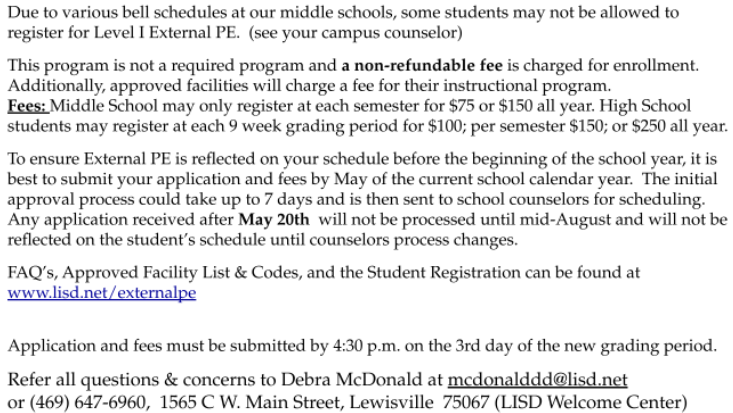 Due to various bell schedules at our middle schools, some students may not be allowed to
register for Level I External PE.  (see your campus counselor)
This program is not a required program and a non-refundable fee is charged for enrollment.
Additionally, approved facilities will charge a fee for their instructional program.
Fees: Middle School may only register at each semester for $75 or $150 all year. High School
students may register at each 9 week grading period for $100; per semester $150; or $250 all year.
To ensure External PE is reflected on your schedule before the beginning of the school year, it is
best to submit your application and fees by May of the current school calendar year.  The initial
approval process could take up to 7 days and is then sent to school counselors for scheduling.
Any application received after May 20th  will not be processed until mid-August and will not be
reflected on the student's schedule until counselors process changes.
FAQ's, Approved Facility List & Codes, and the Student Registration can be found at
www.lisd.net/externalpe
Application and fees must be submitted by 4:30 p.m. on the 3rd day of the new grading period.
Refer all questions & concerns to Debra McDonald at mcdonalddd@lisd.net
or (469) 647-6960,  1565 C W. Main Street, Lewisville  75067 (LISD Welcome Center)